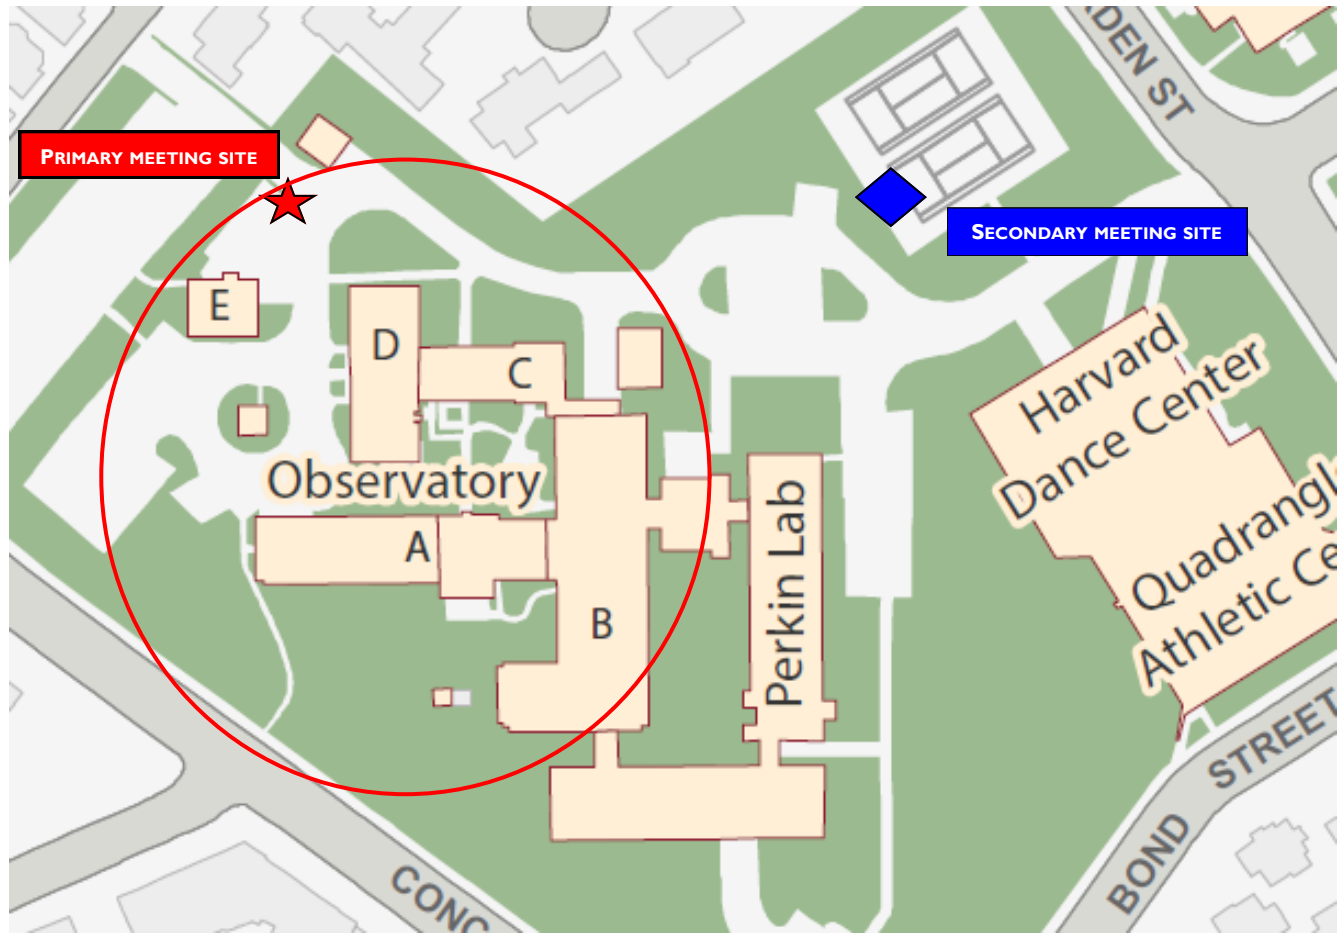 DEN ST
PRIMARY MEETING SITE
SECONDARY MEETING SITE
E
D
C
Harvard
Dance Center
Observatory
A
B
Perkin Lab
Quadrangl
Athletic Ce
BOND STREET
CONC